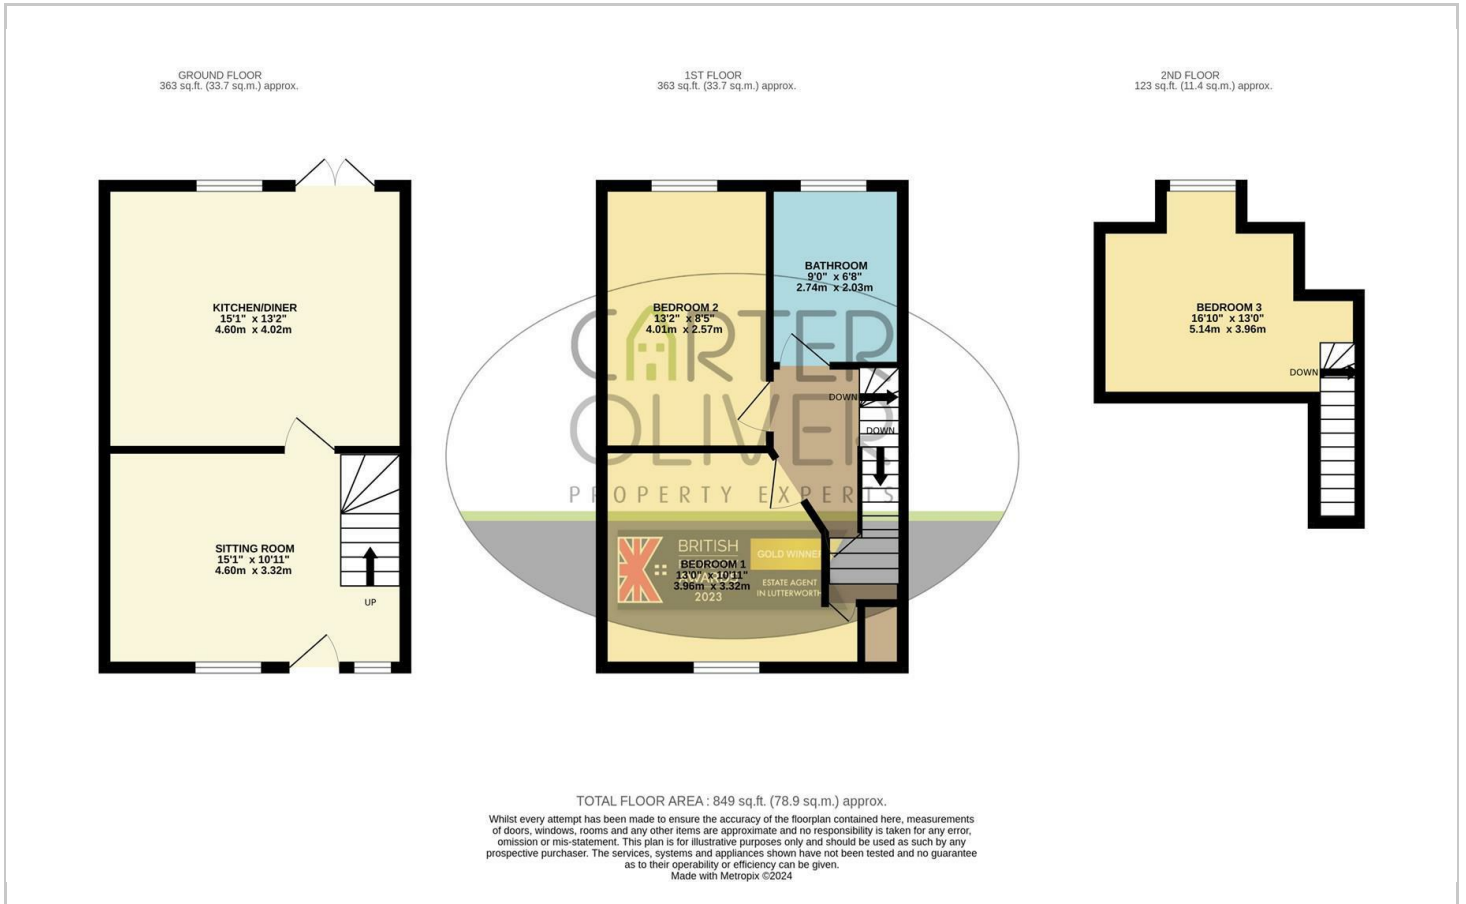 GROUND FLOOR
363 sq.ft. (33.7 sq.m.) approx.
1ST FLOOR
363 sq.ft. (33.7 sq.m.) approx.
2ND FLOOR
123 sq.ft. (11.4 sq.m.) approx.
KITCHEN/DINER
15'1" x 13'2"
4.60m x 4.02m
SITTING ROOM
15'1" x 10'11"
4.60m x 3.32m
UP
BEDROOM 2
13'2" x 8'5"
4.01m x 2.57m
BATHROOM
9'0" x 6'8"
2.74m x 2.03m
DOWN
DOWN
CARTER
OLIVER
PROPERTY EXPERTS
BEDROOM 1
13'0" x 10'11"
3.96m x 3.32m
BRITISH
2023
GOLD WINNER
ESTATE AGENT
IN LUTTERWORTH
BEDROOM 3
16'10" x 13'0"
5.14m x 3.96m
DOWN
TOTAL FLOOR AREA : 849 sq.ft. (78.9 sq.m.) approx.
Whilst every attempt has been made to ensure the accuracy of the floorplan contained here, measurements
of doors, windows, rooms and any other items are approximate and no responsibility is taken for any error,
omission or mis-statement. This plan is for illustrative purposes only and should be used as such by any
prospective purchaser. The services, systems and appliances shown have not been tested and no guarantee
as to their operability or efficiency can be given.
Made with Metropix ©2024